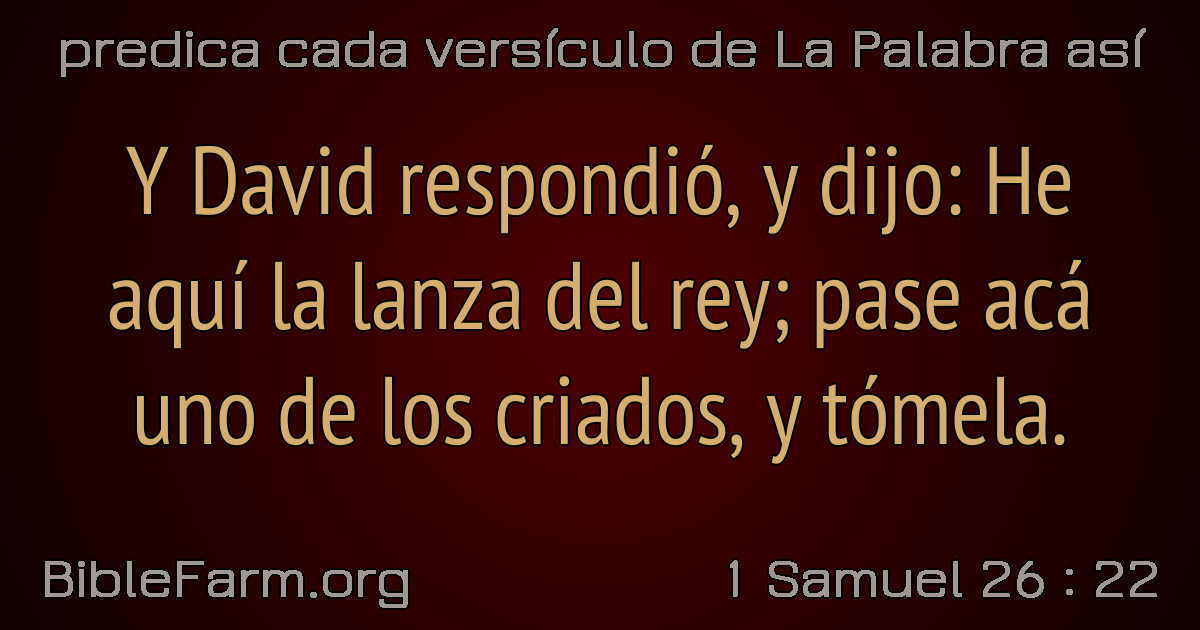 predica cada versículo de La Palabra así
Y David respondió, y dijo: He
aquí la lanza del rey; pase acá
uno de los criados, y tómela.
BibleFarm.org
1 Samuel 26 : 22